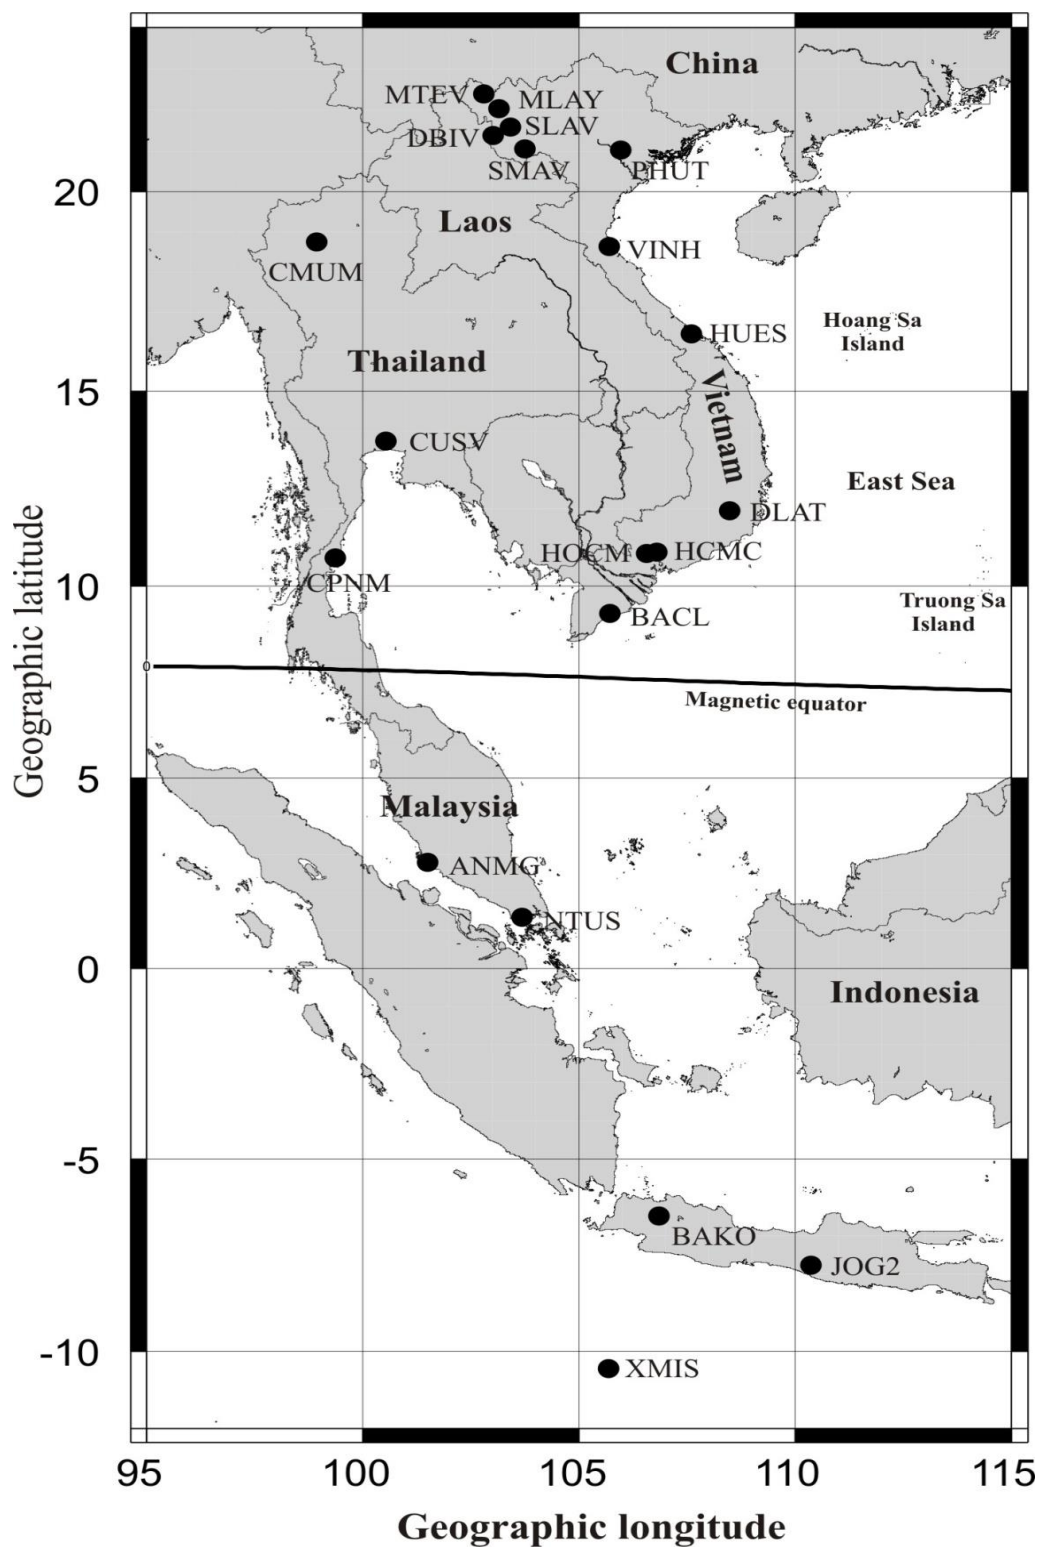 China
MTEV
MLAY
SLAV
DBIV
SMAV
PHUT
20
Laos
VINH
CMUM
Hoang Sa
Island
HUES
Thailand
15
Vietnam
CUSV
East Sea
DLAT
HOCM
HCMC
CPNM
10
Truong Sa
Island
BACL
Geographic latitude
0
Magnetic equator
5
Malaysia
ANMG
NTUS
0
Indonesia
-5
BAKO
JOG2
-10
XMIS
95
100
105
110
115
Geographic longitude